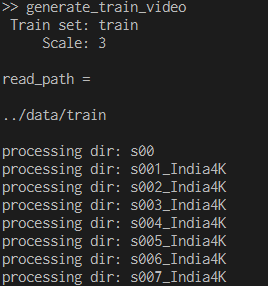 >> generate_train_video
Train set: train
Scale: 3
read_path =
../data/train
processing dir: s00
processing dir: s001_India4K
processing dir: s002_India4K
processing dir: s003_India4K
processing dir: s004_India4K
processing dir: s005_India4K
processing dir: s006_India4K
processing dir: s007_India4K